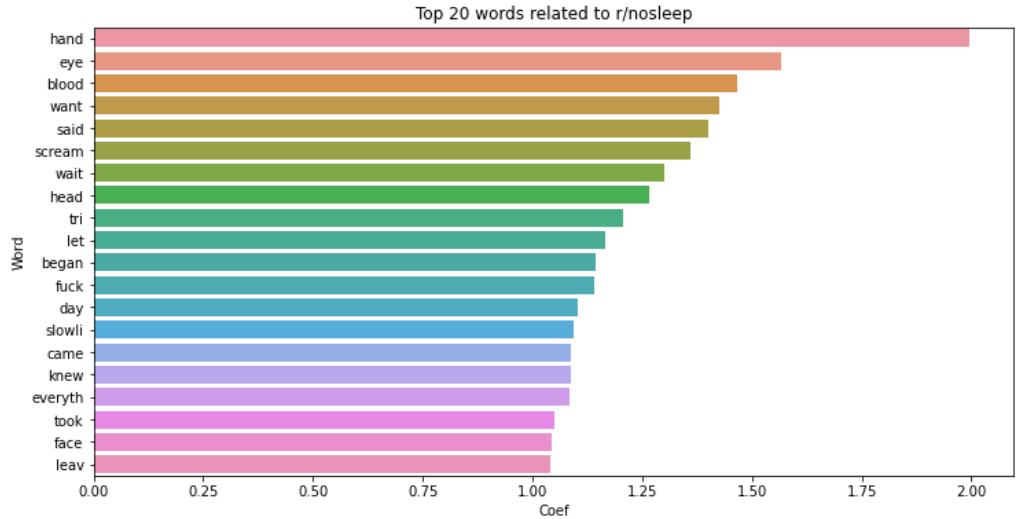 Top 20 words related to r/nosleep
hand
eye
blood
want
said
scream
wait
head
tri
let
began
fuck
day
slowli
came
knew
everyth
took
face
leav
Word
0.00 0.25 0.50 0.75 1.00 1.25 1.50 1.75 2.00
Coef